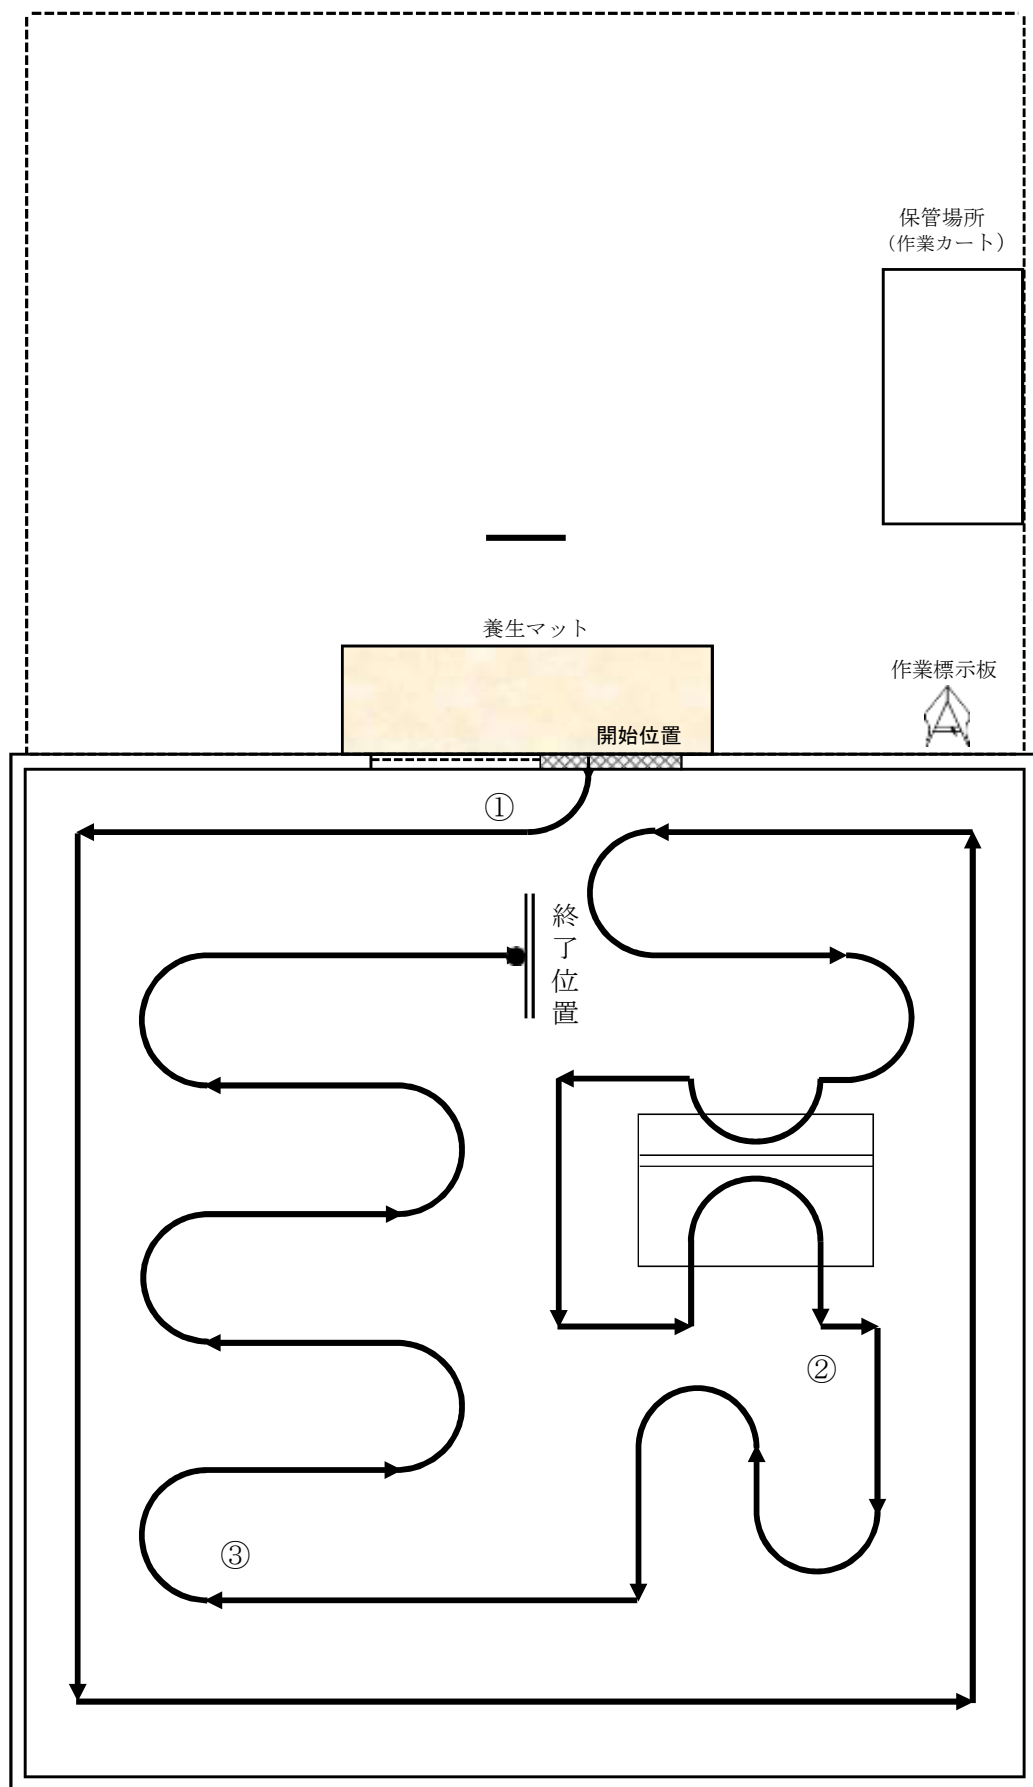 保管場所
（作業カート）
養生マット
作業標示板
開始位置
①
終了位置
②
③